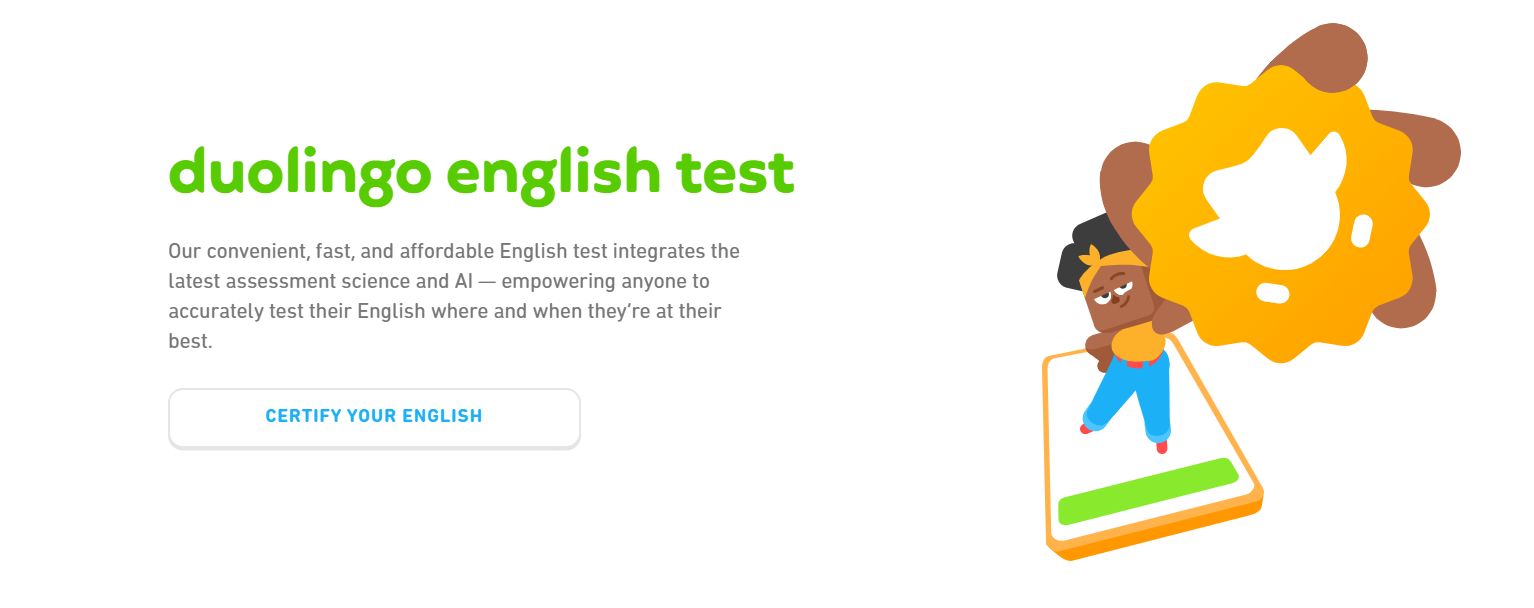 duolingo english test
Our convenient, fast, and affordable English test integrates the
latest assessment science and AI — empowering anyone to
accurately test their English where and when they’re at their
best.
CERTIFY YOUR ENGLISH